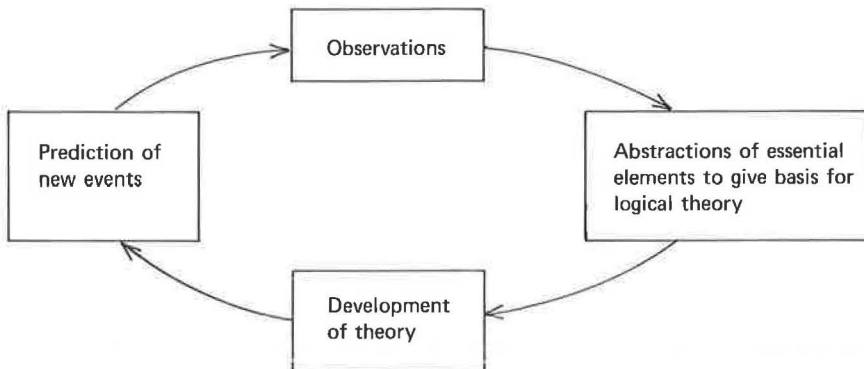 Observations
Prediction of
new events
Abstractions of essential
elements to give basis for
logical theory
Development
of theory